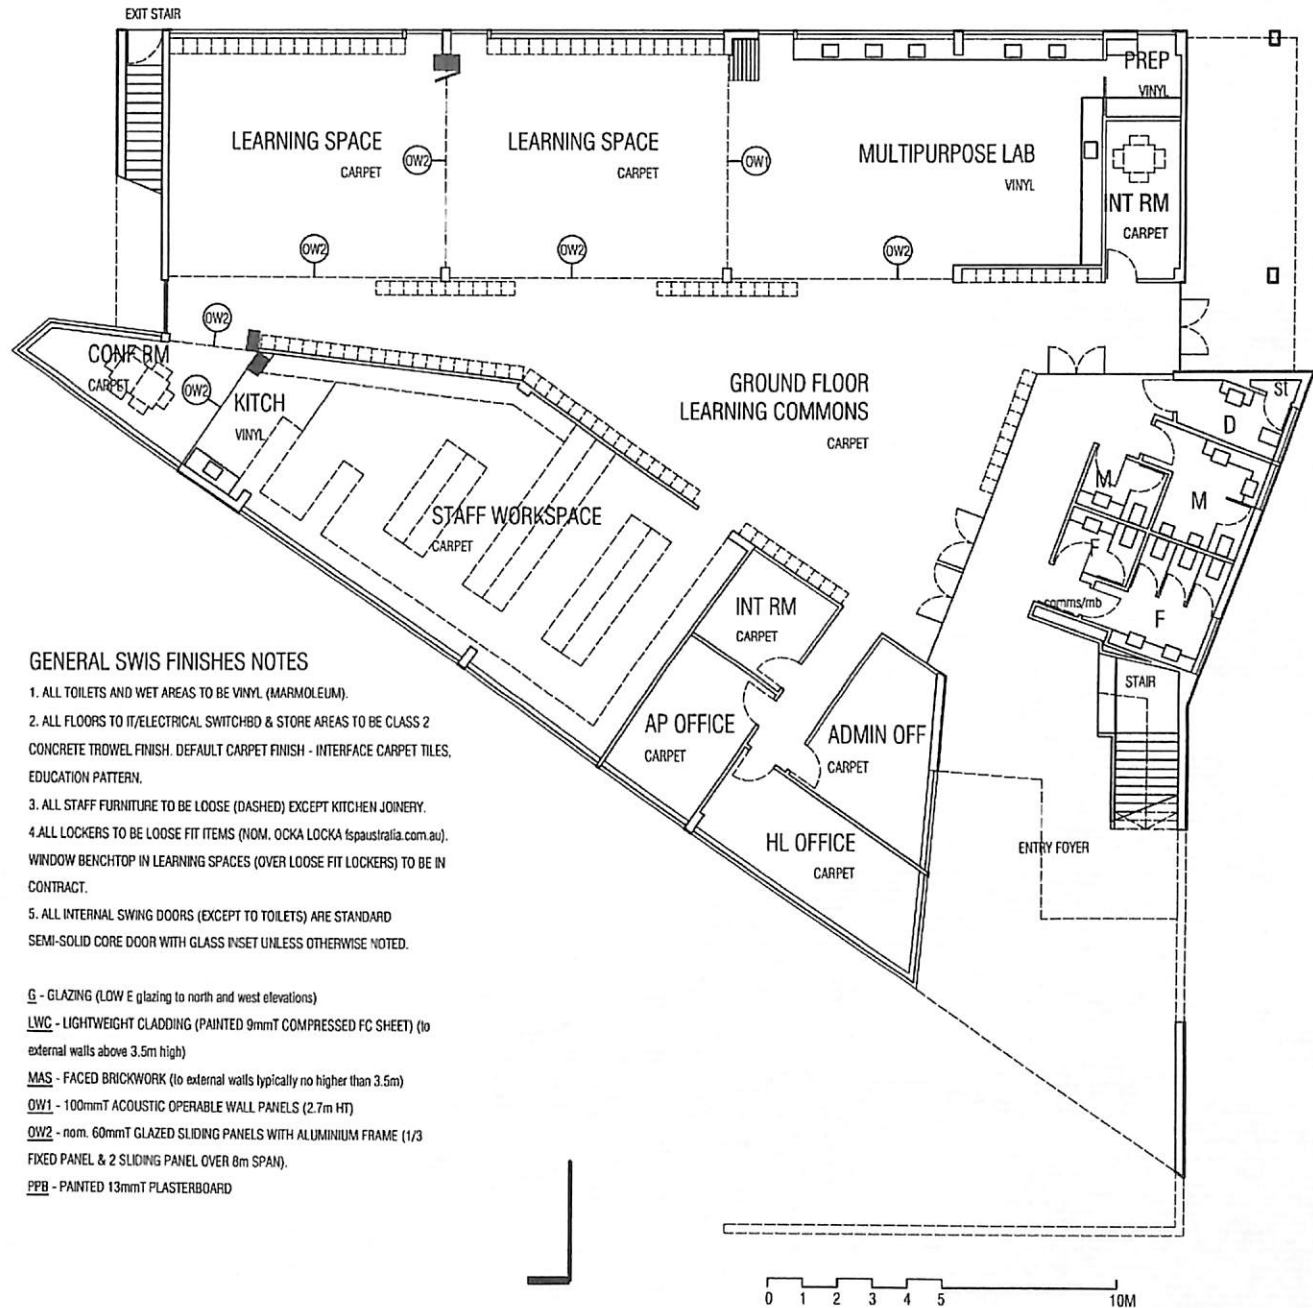 EXIT STAIR
PREP
VINYL
LEARNING SPACE
CARPET
OW2
LEARNING SPACE
CARPET
OW1
MULTIPURPOSE LAB
VINYL
INT RM
CARPET
OW2
OW2
OW2
OW2
CONF RM
CARPET
OW2
KITCH
VINYL
GROUND FLOOR
LEARNING COMMONS
CARPET
st
D
M
M
STAFF WORKSPACE
CARPET
F
comms/mb
F
INT RM
CARPET
STAIR
AP OFFICE
CARPET
ADMIN OFF
CARPET
HL OFFICE
CARPET
ENTRY FOYER
GENERAL SWIS FINISHES NOTES
1. ALL TOILETS AND WET AREAS TO BE VINYL (MARMOLEUM).
2. ALL FLOORS TO IT/ELECTRICAL SWITCHBD & STORE AREAS TO BE CLASS 2
CONCRETE TROWEL FINISH. DEFAULT CARPET FINISH - INTERFACE CARPET TILES,
EDUCATION PATTERN.
3. ALL STAFF FURNITURE TO BE LOOSE (DASHED) EXCEPT KITCHEN JOINERY.
4.ALL LOCKERS TO BE LOOSE FIT ITEMS (NOM. OCKA LOCKA fspaustralia.com.au).
WINDOW BENCHTOP IN LEARNING SPACES (OVER LOOSE FIT LOCKERS) TO BE IN
CONTRACT.
5. ALL INTERNAL SWING DOORS (EXCEPT TO TOILETS) ARE STANDARD
SEMI-SOLID CORE DOOR WITH GLASS INSET UNLESS OTHERWISE NOTED.
G - GLAZING (LOW E glazing to north and west elevations)
LWC - LIGHTWEIGHT CLADDING (PAINTED 9mmT COMPRESSED FC SHEET) (to
external walls above 3.5m high)
MAS - FACED BRICKWORK (to external walls typically no higher than 3.5m)
OW1 - 100mmT ACOUSTIC OPERABLE WALL PANELS (2.7m HT)
OW2 - nom. 60mmT GLAZED SLIDING PANELS WITH ALUMINIUM FRAME (1/3
FIXED PANEL & 2 SLIDING PANEL OVER 8m SPAN).
PPB - PAINTED 13mmT PLASTERBOARD
0 1 2 3 4 5 10M